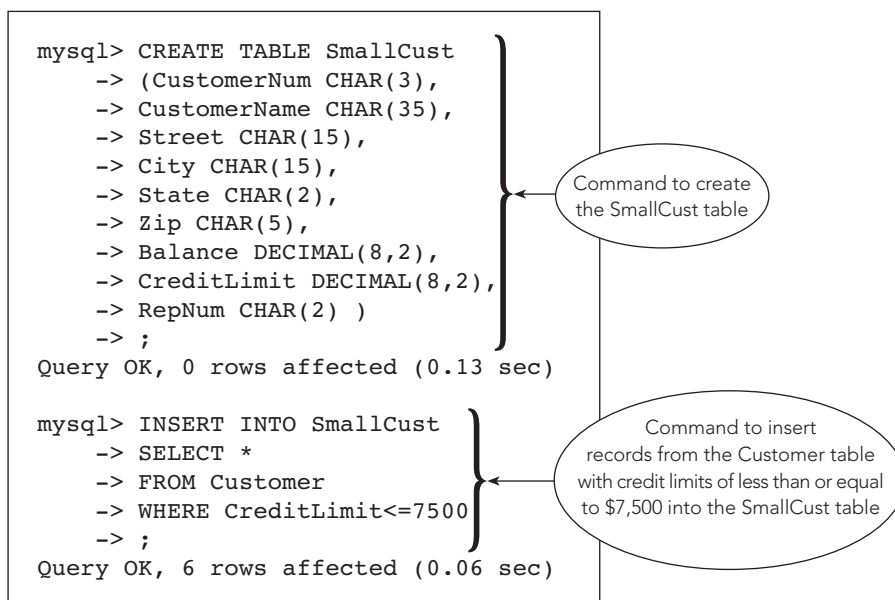 mysql> CREATE TABLE SmallCust
-> (CustomerNum CHAR(3),
-> CustomerName CHAR(35),
-> Street CHAR(15),
-> City CHAR(15),
-> State CHAR(2),
-> Zip CHAR(5),
-> Balance DECIMAL(8,2),
-> CreditLimit DECIMAL(8,2),
-> RepNum CHAR(2) )
-> ;
Query OK, 0 rows affected (0.13 sec)
Command to create
the SmallCust table
mysql> INSERT INTO SmallCust
-> SELECT *
-> FROM Customer
-> WHERE CreditLimit<=7500
-> ;
Query OK, 6 rows affected (0.06 sec)
Command to insert
records from the Customer table
with credit limits of less than or equal
to $7,500 into the SmallCust table